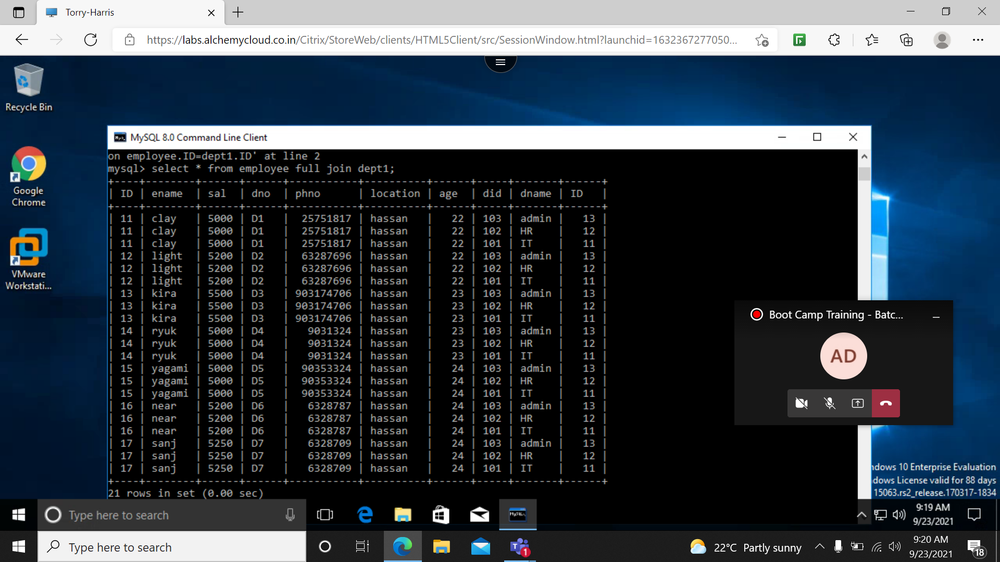 Torry-Harris
https://labs.alchemycloud.co.in/Citrix/StoreWeb/clients/HTML5Client/src/SessionWindow.html?launchid=1632367277050...
Recycle Bin
Google
Chrome
VMware
Workstati...
MySQL 8.0 Command Line Client
on employee.ID=dept1.ID' at line 2
mysql> select * from employee full join dept1;
+----+--------+------+------+-----------+----------+------+-----+-------+------+
| ID | ename  | sal  | dno  | phno      | location | age  | did | dname | ID   |
+----+--------+------+------+-----------+----------+------+-----+-------+------+
| 11 | clay   | 5000 | D1   |  25751817 | hassan   |   22 | 103 | admin |   13 |
| 11 | clay   | 5000 | D1   |  25751817 | hassan   |   22 | 102 | HR    |   12 |
| 11 | clay   | 5000 | D1   |  25751817 | hassan   |   22 | 101 | IT    |   11 |
| 12 | light  | 5200 | D2   |  63287696 | hassan   |   22 | 103 | admin |   13 |
| 12 | light  | 5200 | D2   |  63287696 | hassan   |   22 | 102 | HR    |   12 |
| 12 | light  | 5200 | D2   |  63287696 | hassan   |   22 | 101 | IT    |   11 |
| 13 | kira   | 5500 | D3   | 903174706 | hassan   |   23 | 103 | admin |   13 |
| 13 | kira   | 5500 | D3   | 903174706 | hassan   |   23 | 102 | HR    |   12 |
| 13 | kira   | 5500 | D3   | 903174706 | hassan   |   23 | 101 | IT    |   11 |
| 14 | ryuk   | 5000 | D4   |   9031324 | hassan   |   23 | 103 | admin |   13 |
| 14 | ryuk   | 5000 | D4   |   9031324 | hassan   |   23 | 102 | HR    |   12 |
| 14 | ryuk   | 5000 | D4   |   9031324 | hassan   |   23 | 101 | IT    |   11 |
| 15 | yagami | 5000 | D5   |  90353324 | hassan   |   24 | 103 | admin |   13 |
| 15 | yagami | 5000 | D5   |  90353324 | hassan   |   24 | 102 | HR    |   12 |
| 15 | yagami | 5000 | D5   |  90353324 | hassan   |   24 | 101 | IT    |   11 |
| 16 | near   | 5200 | D6   |   6328787 | hassan   |   24 | 103 | admin |   13 |
| 16 | near   | 5200 | D6   |   6328787 | hassan   |   24 | 102 | HR    |   12 |
| 16 | near   | 5200 | D6   |   6328787 | hassan   |   24 | 101 | IT    |   11 |
| 17 | sanj   | 5250 | D7   |   6328709 | hassan   |   24 | 103 | admin |   13 |
| 17 | sanj   | 5250 | D7   |   6328709 | hassan   |   24 | 102 | HR    |   12 |
| 17 | sanj   | 5250 | D7   |   6328709 | hassan   |   24 | 101 | IT    |   11 |
+----+--------+------+------+-----------+----------+------+-----+-------+------+
21 rows in set (0.00 sec)
Boot Camp Training - Batc...
AD
ndows 10 Enterprise Evaluation
dows License valid for 88 days
15063.rs2_release.170317-1834
Type here to search
9:19 AM
9/23/2021
Type here to search
T
1
22°C Partly sunny
9:20 AM
9/23/2021
18